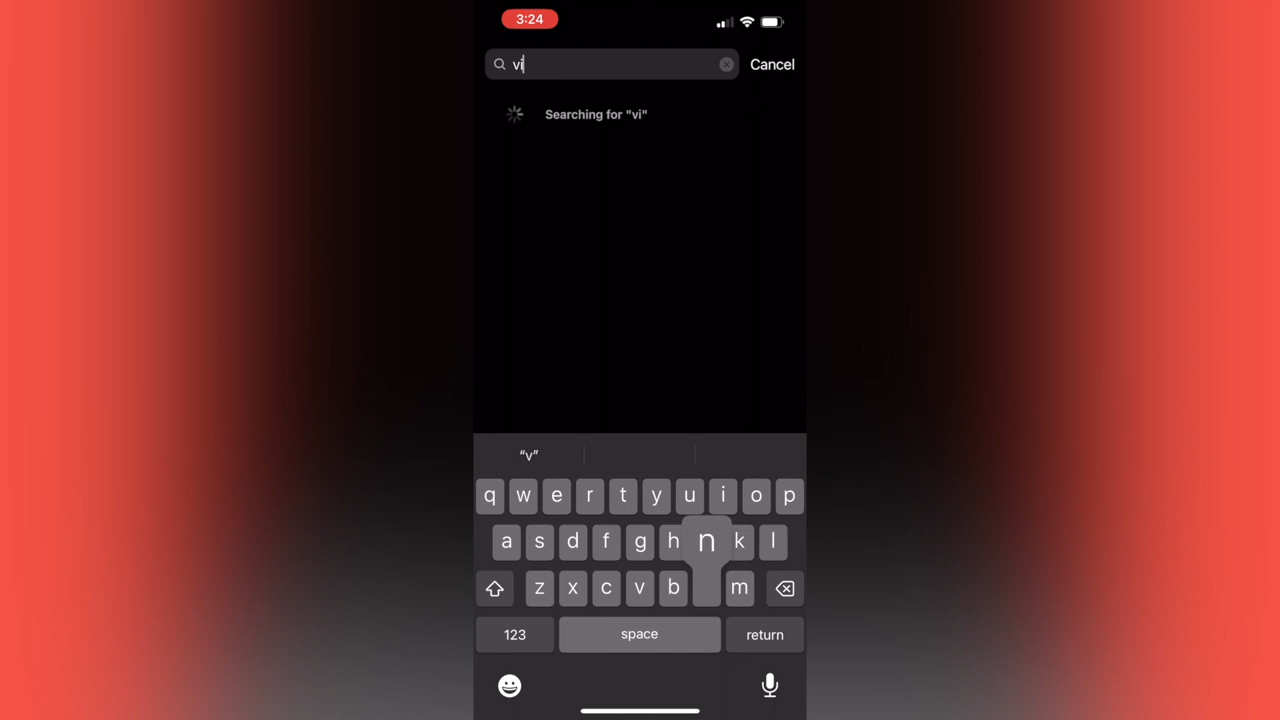 3:24
vi
Cancel
Searching for "vi"
“v”
q w e r t y u i o p
a s d f g h n k l
z x c v b m
123 space return